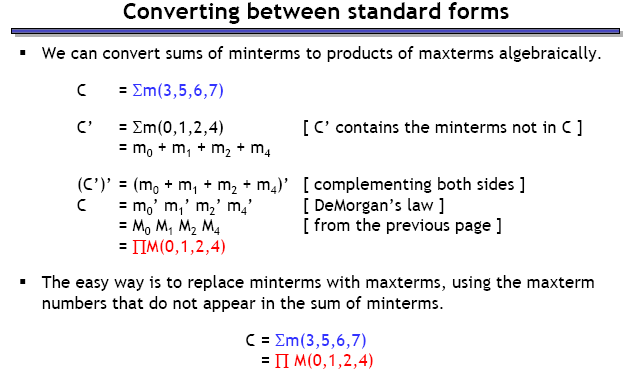 Converting between standard forms
▪ We can convert sums of minterms to products of maxterms algebraically.
C = Σm(3,5,6,7)
C’ = Σm(0,1,2,4) [ C’ contains the minterms not in C ]
= m₀ + m₁ + m₂ + m₄
(C’)’ = (m₀ + m₁ + m₂ + m₄)’ [ complementing both sides ]
C = m₀’ m₁’ m₂’ m₄’ [ DeMorgan’s law ]
= M₀ M₁ M₂ M₄ [ from the previous page ]
= ∏M(0,1,2,4)
▪ The easy way is to replace minterms with maxterms, using the maxterm
numbers that do not appear in the sum of minterms.
C = Σm(3,5,6,7)
= ∏ M(0,1,2,4)